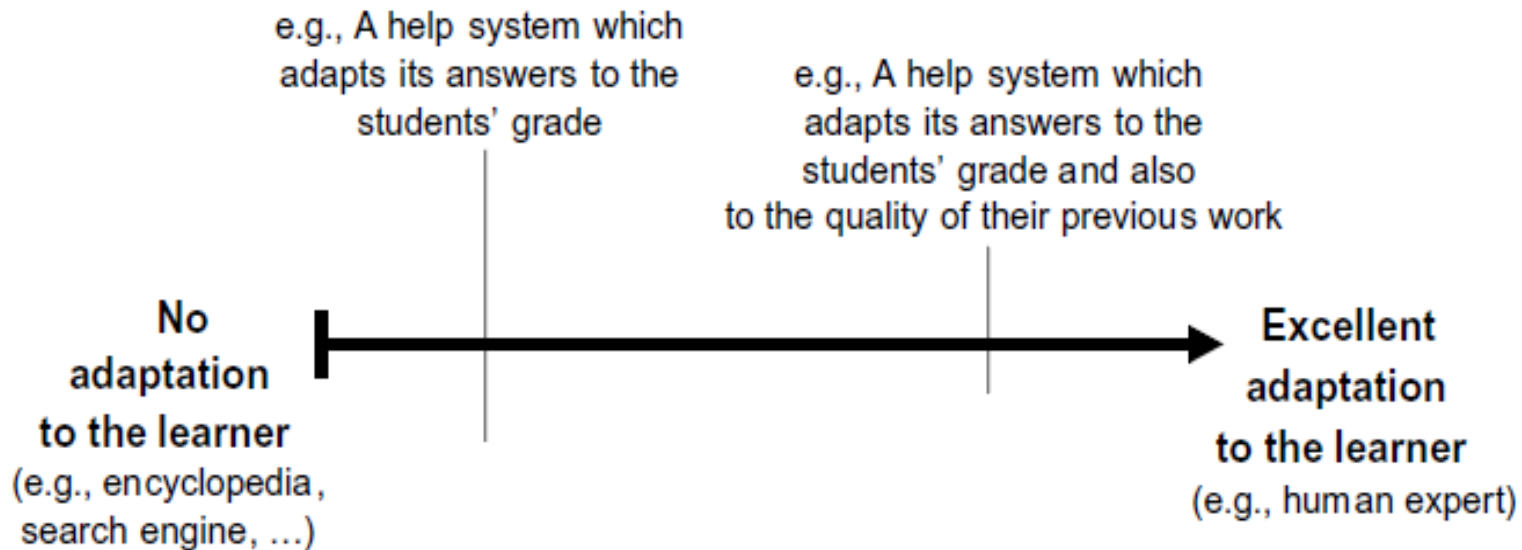 e.g., A help system which
adapts its answers to the
students’ grade
e.g., A help system which
adapts its answers to the
students’ grade and also
to the quality of their previous work
No
adaptation
to the learner
(e.g., encyclopedia,
search engine, ...)
Excellent
adaptation
to the learner
(e.g., human expert)